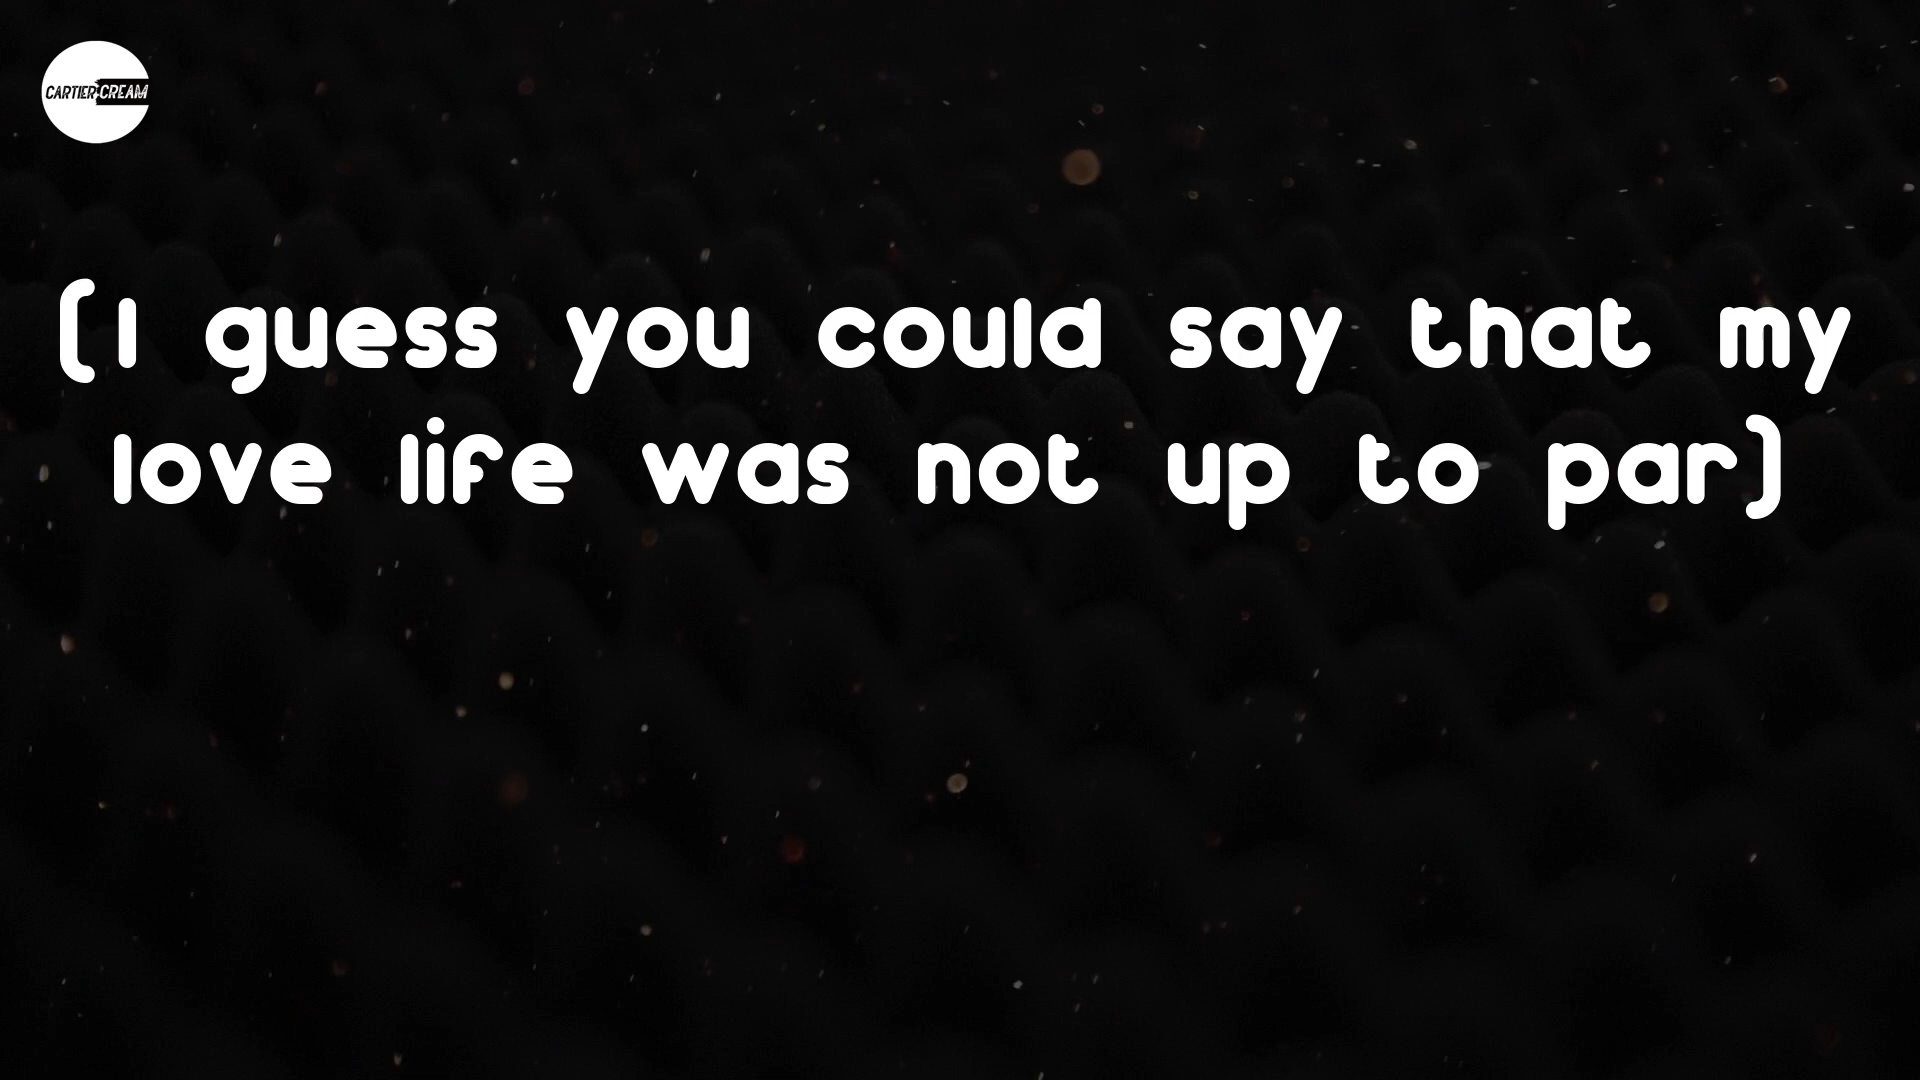 CARTIER CREAM
(I guess you could say that my
love life was not up to par)